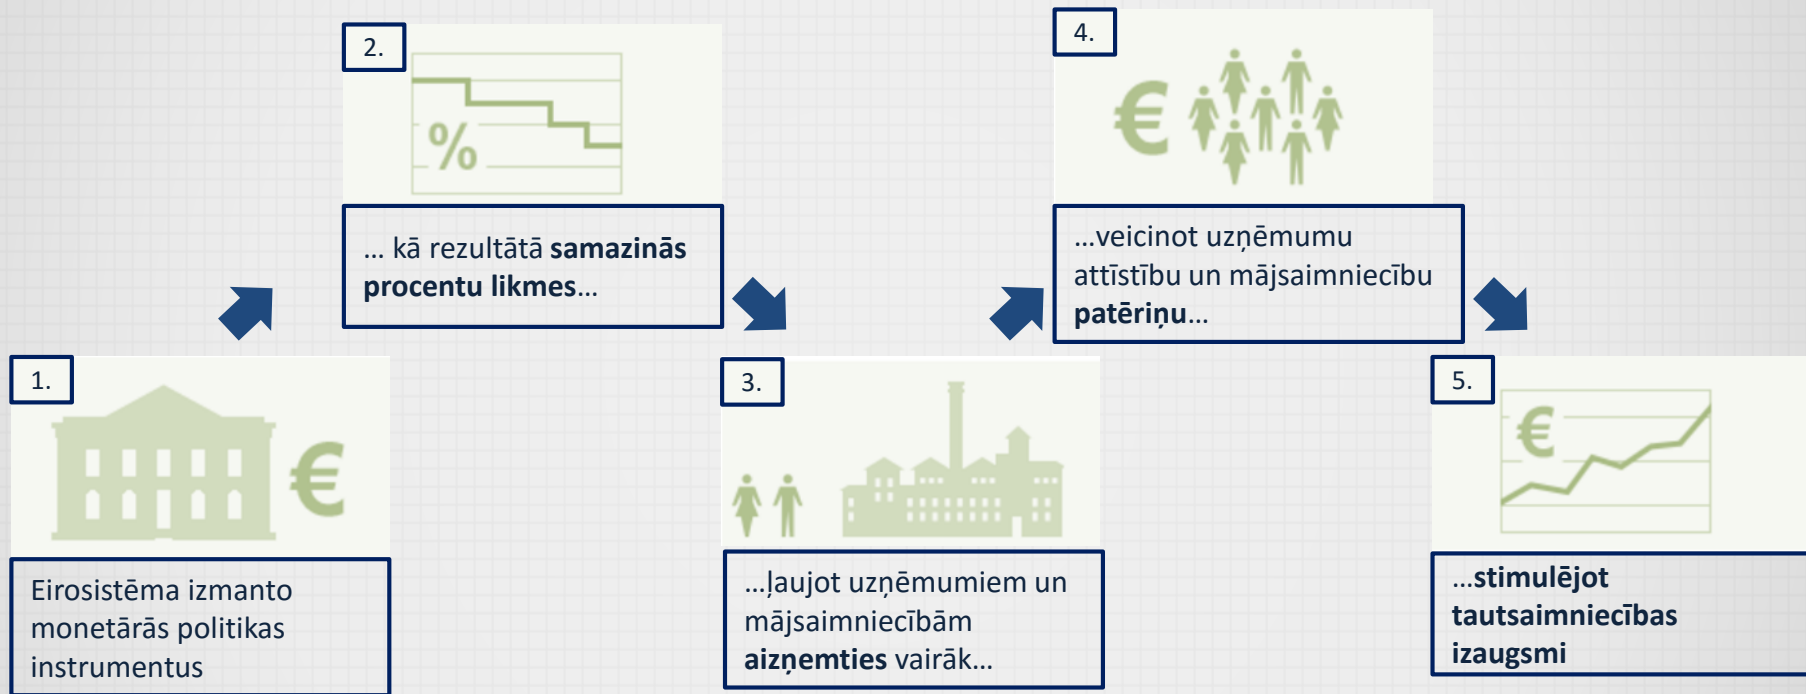 1.
€
Eirosistēma izmanto
monetārās politikas
instrumentus
2.
%
... kā rezultātā samazinās
procentu likmes...
3.
...ļaujot uzņēmumiem un
mājsaimniecībām
aizņemties vairāk...
4.
€
...veicinot uzņēmumu
attīstību un mājsaimniecību
patēriņu...
5.
€
...stimulējot
tautsaimniecības
izaugsmi